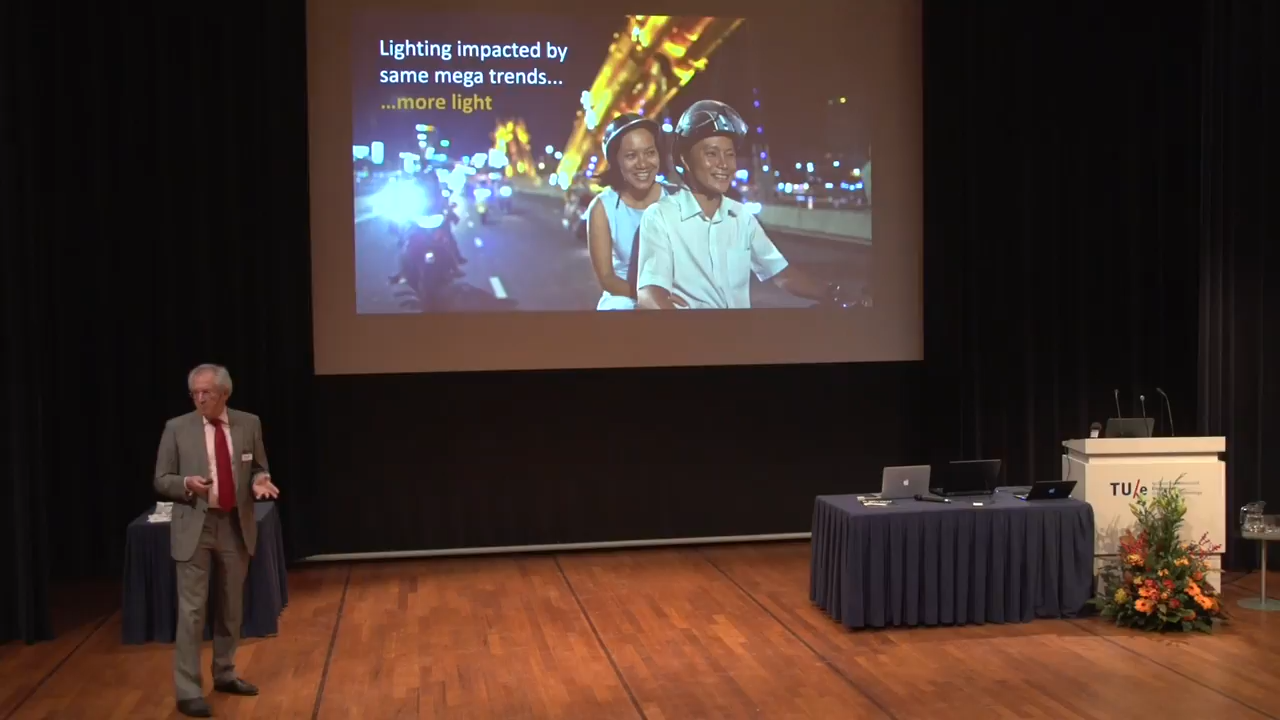 Lighting impacted by
same mega trends...
...more light
TU/e